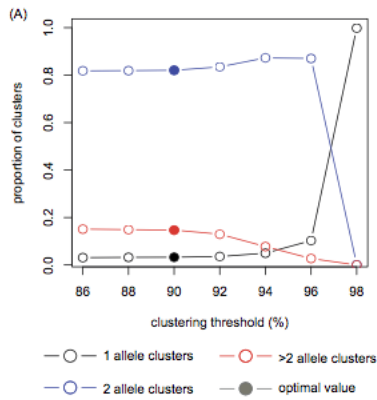 (A)
proportion of clusters
1.0
0.8
0.6
0.4
0.2
0.0
86 88 90 92 94 96 98
clustering threshold (%)
1 allele clusters >2 allele clusters
2 allele clusters optimal value